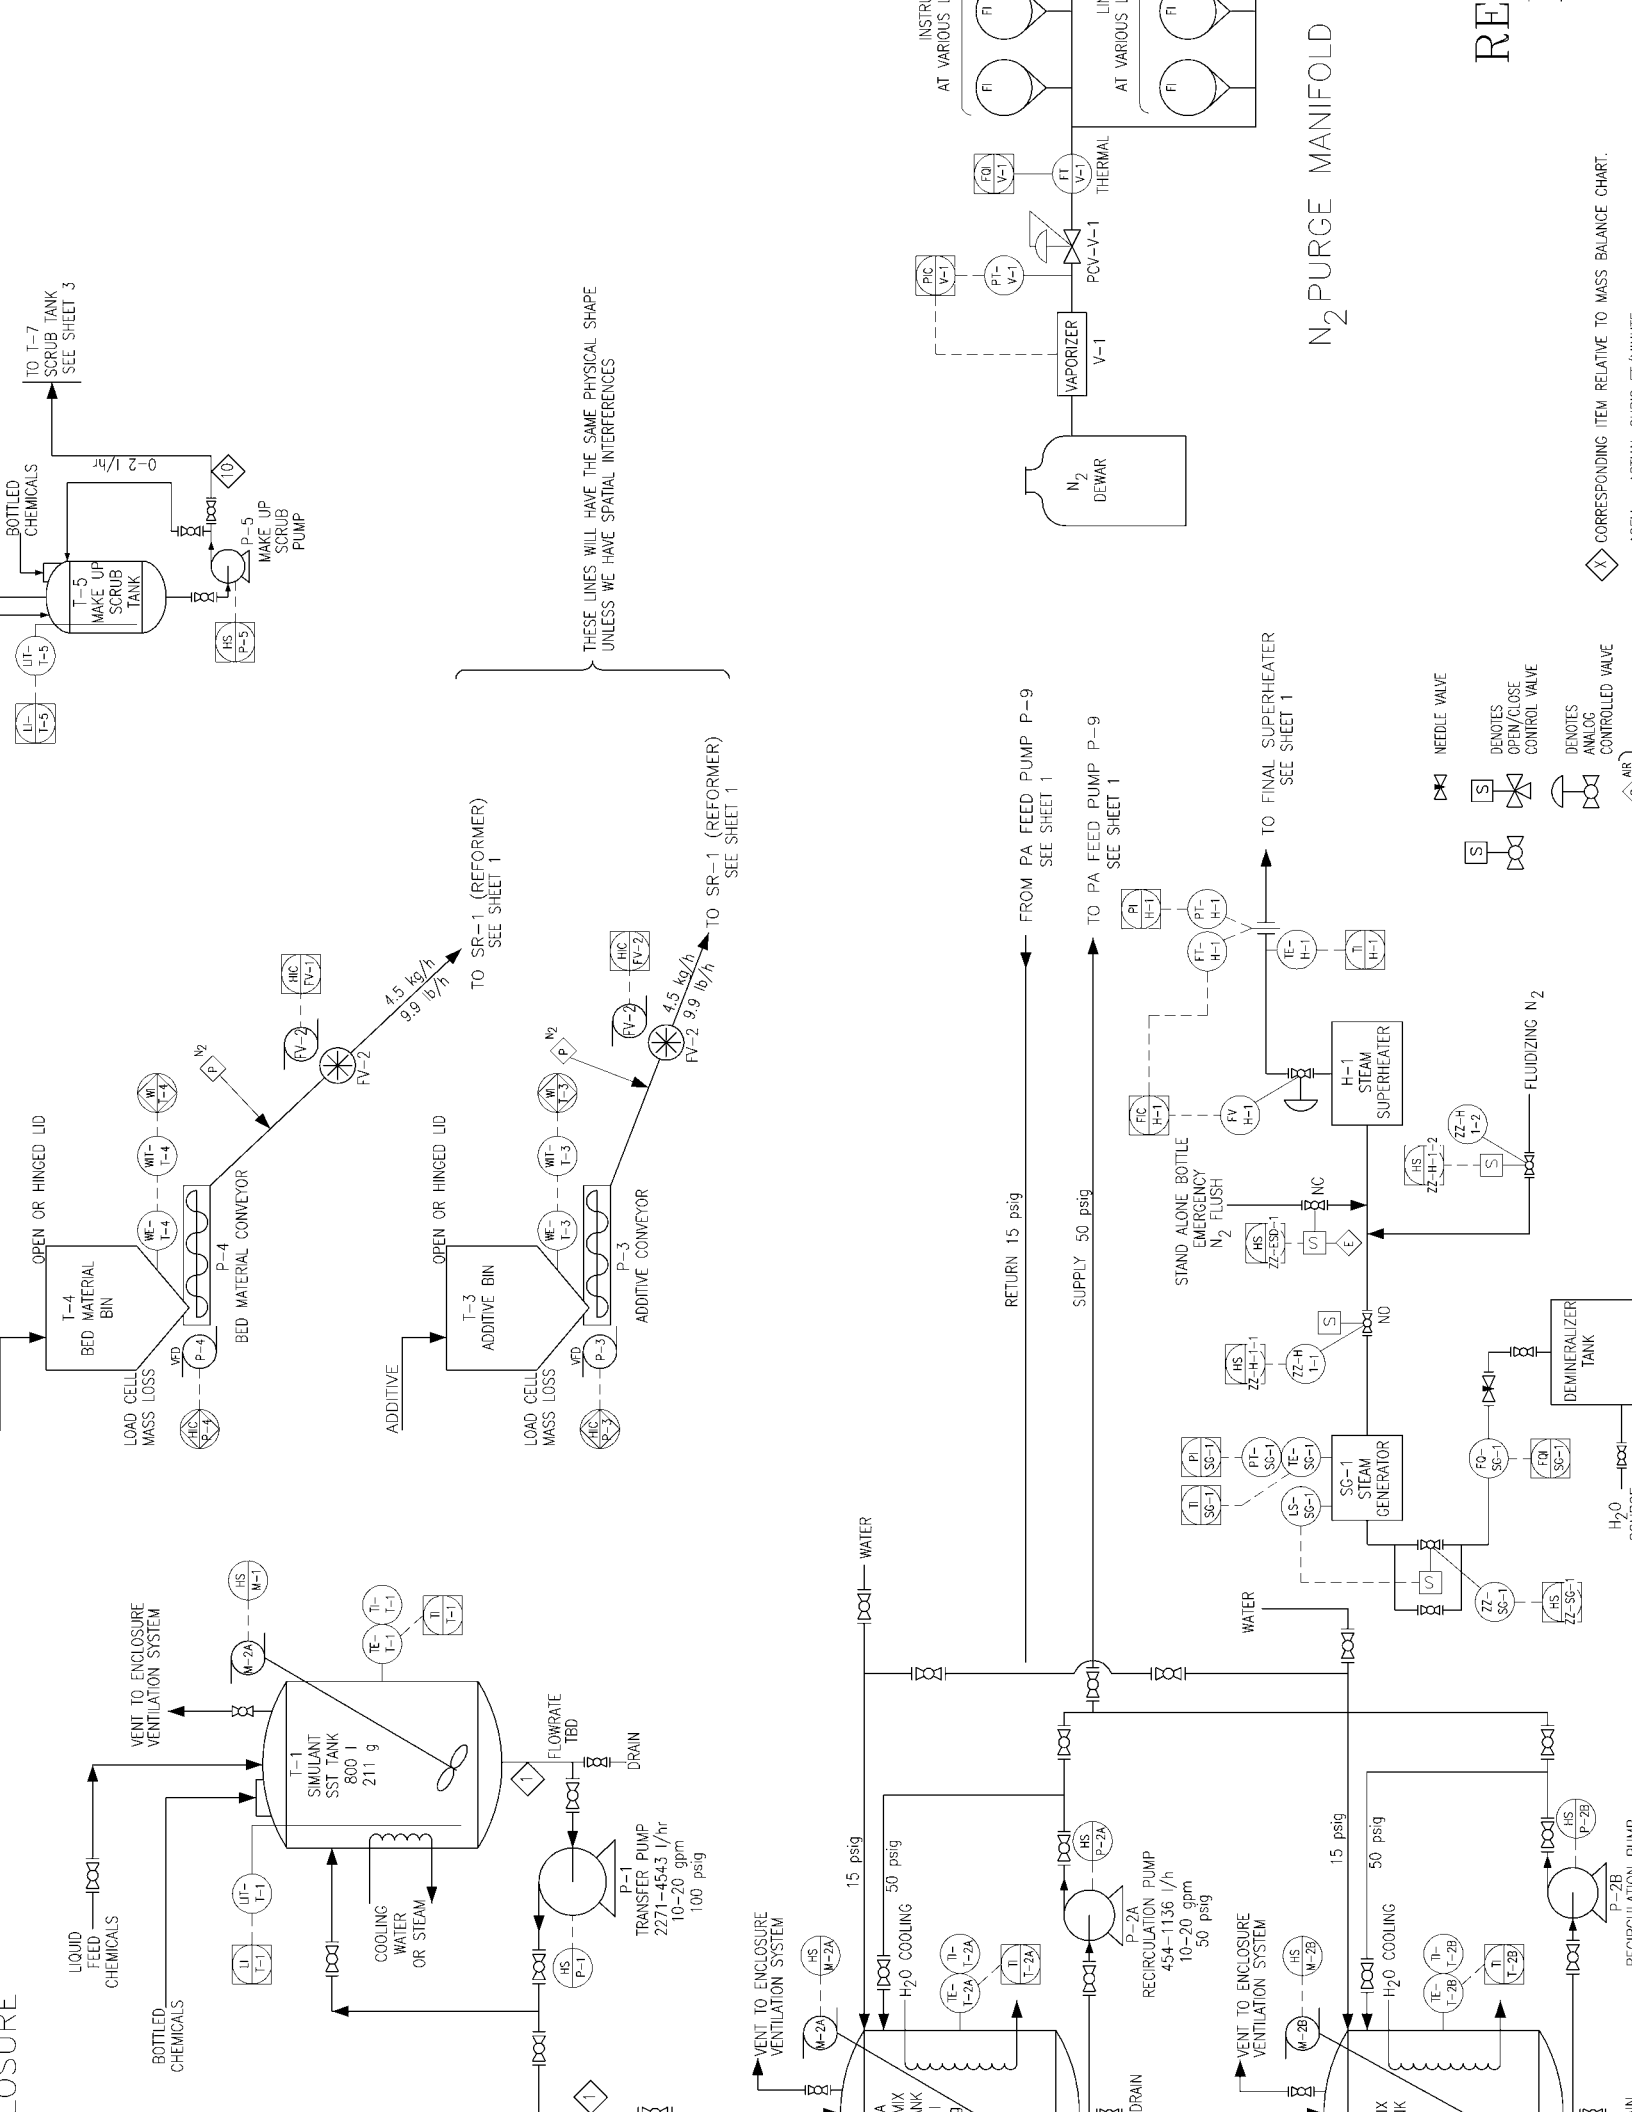 LOSURE
LIQUID
FEED
CHEMICALS
BOTTLED
CHEMICALS
VENT TO ENCLOSURE
VENTILATION SYSTEM
HS
M-1
M-2A
LI
T-1
LIT-
T-1
T-1
SIMULANT
SST TANK
800 l
211 g
TE-
T-1
TI-
T-1
TI
T-1
COOLING
WATER
OR STEAM
1
FLOWRATE
TBD
DRAIN
HS
P-1
P-1
TRANSFER PUMP
2271-4543 l/hr
10-20 gpm
100 psig
1
T-4
BED MATERIAL
BIN
OPEN OR HINGED LID
LOAD CELL
MASS LOSS
WE-
T-4
WIT-
T-4
WI
T-4
VFD
P-4
HIC
P-4
P-4
BED MATERIAL CONVEYOR
N2
P
FV-2
HIC
FV-1
FV-2
4.5 kg/h
9.9 lb/h
TO SR-1 (REFORMER)
SEE SHEET 1
ADDITIVE
T-3
ADDITIVE BIN
OPEN OR HINGED LID
LOAD CELL
MASS LOSS
WE-
T-3
WIT-
T-3
WI
T-3
VFD
P-3
HIC
P-3
P-3
ADDITIVE CONVEYOR
N2
P
FV-2
HIC
FV-2
FV-2
4.5 kg/h
9.9 lb/h
TO SR-1 (REFORMER)
SEE SHEET 1
THESE LINES WILL HAVE THE SAME PHYSICAL SHAPE
UNLESS WE HAVE SPATIAL INTERFERENCES
LI-
T-5
LIT-
T-5
BOTTLED
CHEMICALS
T-5
MAKE UP
SCRUB
TANK
HS
P-5
P-5
MAKE UP
SCRUB
PUMP
10
0-2 l/hr
TO T-7
SCRUB TANK
SEE SHEET 3
VENT TO ENCLOSURE
VENTILATION SYSTEM
HS
M-2A
M-2A
15 psig
50 psig
H2O COOLING
TE-
T-2A
TI-
T-2A
TI
T-2A
DRAIN
HS
P-2A
P-2A
RECIRCULATION PUMP
454-1136 l/h
10-20 gpm
50 psig
WATER
RETURN 15 psig
FROM PA FEED PUMP P-9
SEE SHEET 1
SUPPLY 50 psig
TO PA FEED PUMP P-9
SEE SHEET 1
VENT TO ENCLOSURE
VENTILATION SYSTEM
HS
M-2B
M-2B
15 psig
50 psig
H2O COOLING
TE-
T-2B
TI-
T-2B
TI
T-2B
HS
P-2B
P-2B
RECIRCULATION PUMP
WATER
PI
SG-1
TI
SG-1
PT-
SG-1
TE-
SG-1
LS-
SG-1
SG-1
STEAM
GENERATOR
S
ZZ-
SG-1
HS
ZZ-SG-1
FQ-
SG-1
FQI
SG-1
DEMINERALIZER
TANK
H2O
HS
ZZ-H-1-1
ZZ-H
1-1
S
NO
STAND ALONE BOTTLE
EMERGENCY
N2 FLUSH
HS
ZZ-ESD-1
S
E
NC
HS
ZZ-H-1-2
ZZ-H
1-2
S
FLUIDIZING N2
H-1
STEAM
SUPERHEATER
FIC
H-1
FV
H-1
PI
H-1
FT-
H-1
PT-
H-1
TE-
H-1
TI
H-1
TO FINAL SUPERHEATER
SEE SHEET 1
N2
DEWAR
VAPORIZER
V-1
PIC
V-1
PT-
V-1
PCV-V-1
FQI
V-1
FT
V-1
THERMAL
AT VARIOUS
FI
FI
AT VARIOUS
FI
FI
N2 PURGE MANIFOLD
NEEDLE VALVE
S
S
DENOTES
OPEN/CLOSE
CONTROL VALVE
DENOTES
ANALOG
CONTROLLED VALVE
AIR
X
CORRESPONDING ITEM RELATIVE TO MASS BALANCE CHART.
RE